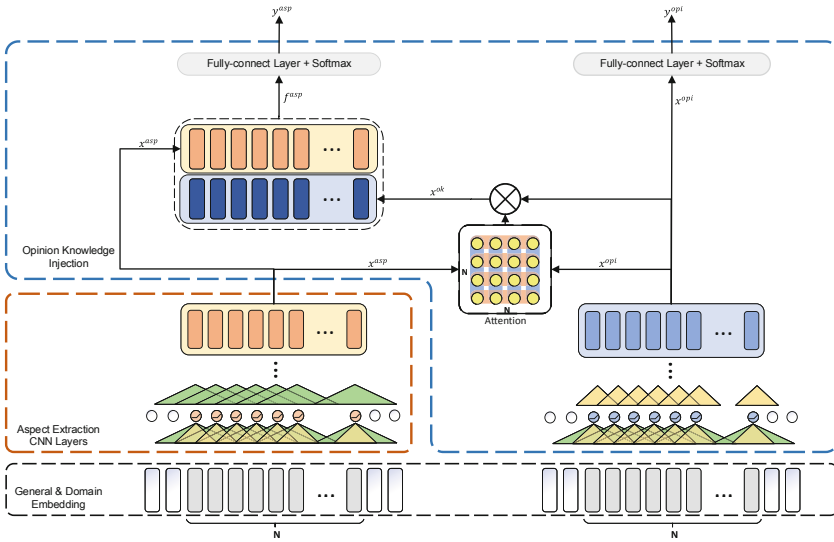 y^{asp}
y^{opi}
Fully-connect Layer + Softmax
Fully-connect Layer + Softmax
f^{asp}
x^{opi}
x^{asp}
...
...
x^{ok}
Opinion Knowledge
Injection
x^{asp}
x^{opi}
N
N
Attention
...
...
...
...
Aspect Extraction
CNN Layers
General & Domain
Embedding
...
...
N
N